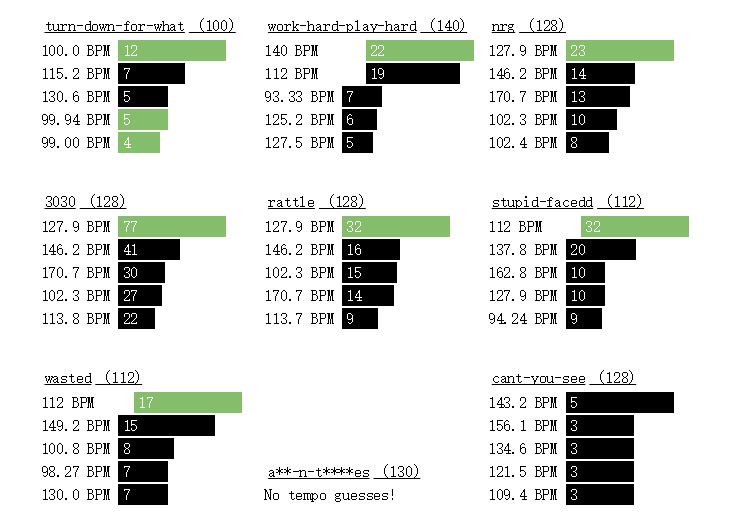 turn-down-for-what (100)
100.0 BPM 12
115.2 BPM 7
130.6 BPM 5
99.94 BPM 5
99.00 BPM 4
work-hard-play-hard (140)
140 BPM 22
112 BPM 19
93.33 BPM 7
125.2 BPM 6
127.5 BPM 5
nrg (128)
127.9 BPM 23
146.2 BPM 14
170.7 BPM 13
102.3 BPM 10
102.4 BPM 8
3030 (128)
127.9 BPM 77
146.2 BPM 41
170.7 BPM 30
102.3 BPM 27
113.8 BPM 22
rattle (128)
127.9 BPM 32
146.2 BPM 16
102.3 BPM 15
170.7 BPM 14
113.7 BPM 9
stupid-facedd (112)
112 BPM 32
137.8 BPM 20
162.8 BPM 10
127.9 BPM 10
94.24 BPM 9
wasted (112)
112 BPM 17
149.2 BPM 15
100.8 BPM 8
98.27 BPM 7
130.0 BPM 7
a**-n-t****es (130)
No tempo guesses!
cant-you-see (128)
143.2 BPM 5
156.1 BPM 3
134.6 BPM 3
121.5 BPM 3
109.4 BPM 3